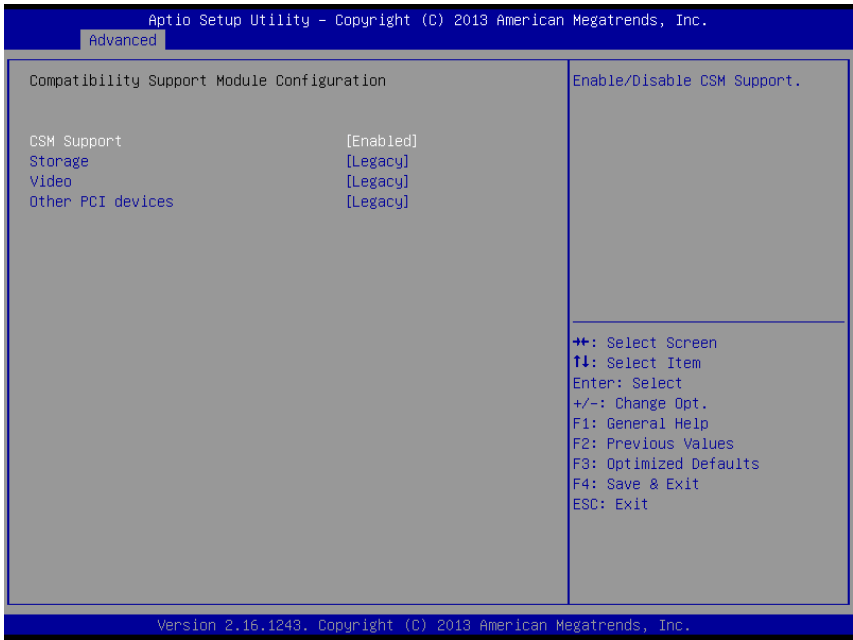 Aptio Setup Utility – Copyright (C) 2013 American Megatrends, Inc.
Advanced
Compatibility Support Module Configuration
CSM Support [Enabled]
Storage [Legacy]
Video [Legacy]
Other PCI devices [Legacy]
Enable/Disable CSM Support.
→←: Select Screen
↑↓: Select Item
Enter: Select
+/-: Change Opt.
F1: General Help
F2: Previous Values
F3: Optimized Defaults
F4: Save & Exit
ESC: Exit
Version 2.16.1243. Copyright (C) 2013 American Megatrends, Inc.